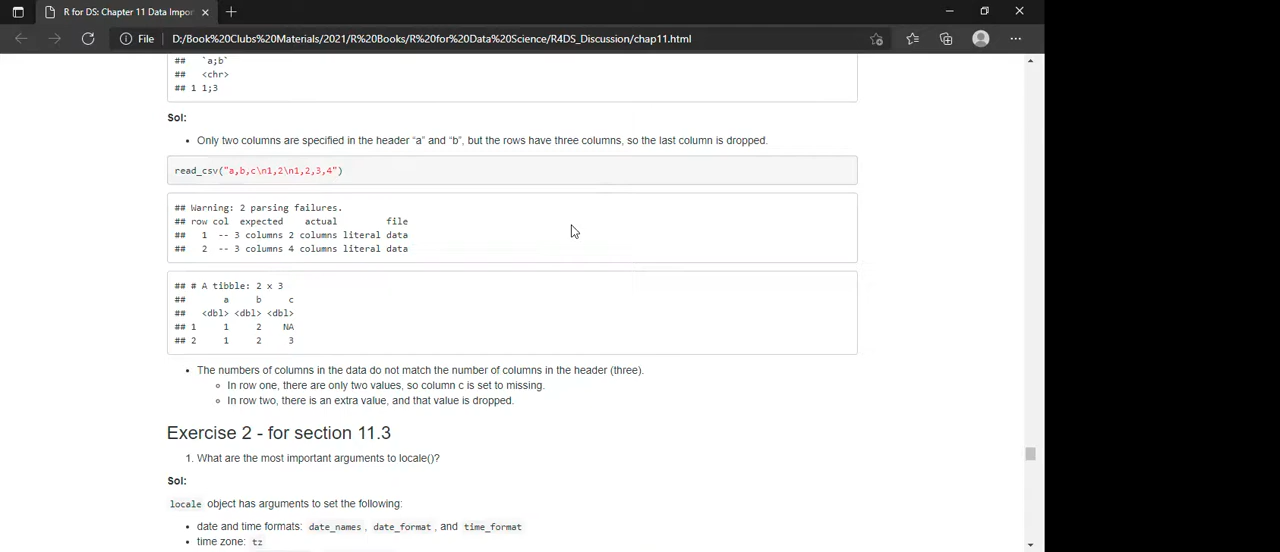 R for DS: Chapter 11 Data Impor
File D:/Book%20Clubs%20Materials/2021/R%20Books/R%20for%20Data%20Science/R4DS_Discussion/chap11.html
##   `a;b`
##   <chr>
## 1 1;3
Sol:
• Only two columns are specified in the header “a” and “b”, but the rows have three columns, so the last column is dropped.
read_csv("a,b,c\n1,2\n1,2,3,4")
## Warning: 2 parsing failures.
## row col  expected    actual         file
##   1  -- 3 columns 2 columns literal data
##   2  -- 3 columns 4 columns literal data
## # A tibble: 2 x 3
##       a     b     c
##   <dbl> <dbl> <dbl>
## 1     1     2    NA
## 2     1     2     3
• The numbers of columns in the data do not match the number of columns in the header (three).
◦ In row one, there are only two values, so column c is set to missing.
◦ In row two, there is an extra value, and that value is dropped.
Exercise 2 - for section 11.3
1. What are the most important arguments to locale()?
Sol:
locale object has arguments to set the following:
• date and time formats: date_names, date_format, and time_format
• time zone: tz